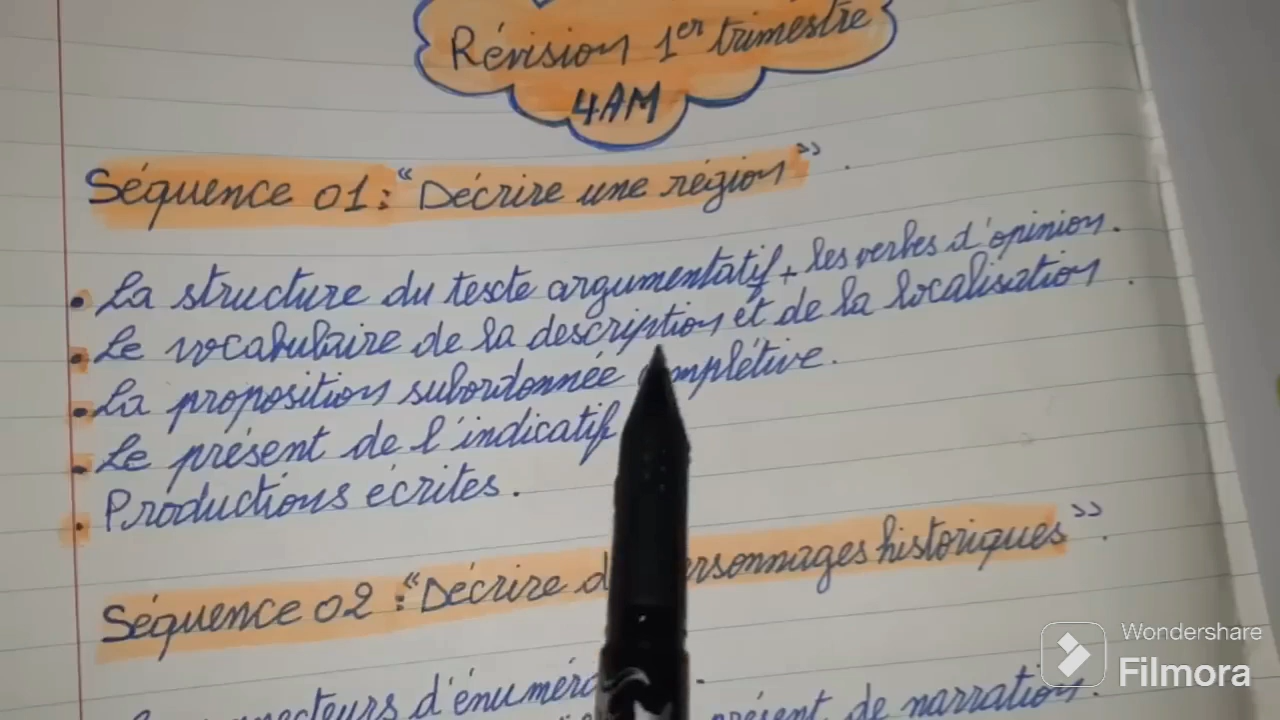 Révision 1er trimestre
4AM
Séquence 01: "Décrire une région".
• La structure du texte argumentatif + les verbes d'opinion.
• Le vocabulaire de la description et de la localisation.
• La proposition subordonnée complétive.
• Le présent de l'indicatif
• Productions écrites.
Séquence 02: "Décrire personnages historiques".
d'énumér
présent de narration.
Wondershare
Filmora